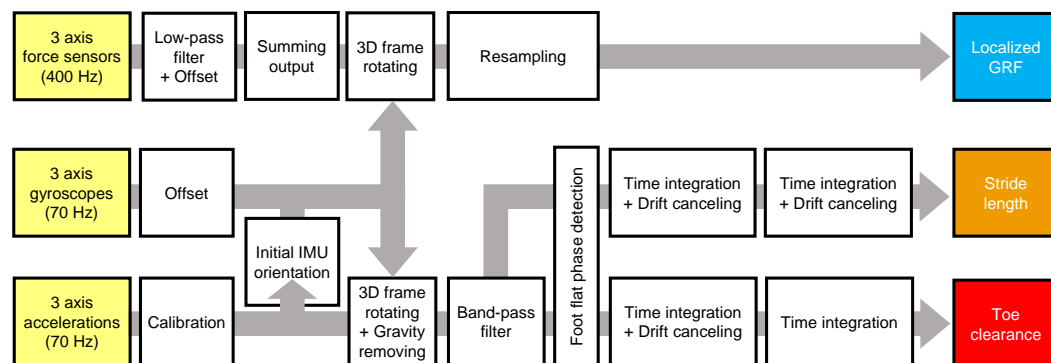 3 axis
force sensors
(400 Hz)
Low-pass
filter
+ Offset
Summing
output
3D frame
rotating
Resampling
Localized
GRF
3 axis
gyroscopes
(70 Hz)
Offset
Initial IMU
orientation
Foot flat phase detection
Time integration
+ Drift canceling
Time integration
+ Drift canceling
Stride
length
3 axis
accelerations
(70 Hz)
Calibration
3D frame
rotating
+ Gravity
removing
Band-pass
filter
Time integration
+ Drift canceling
Time integration
Toe
clearance